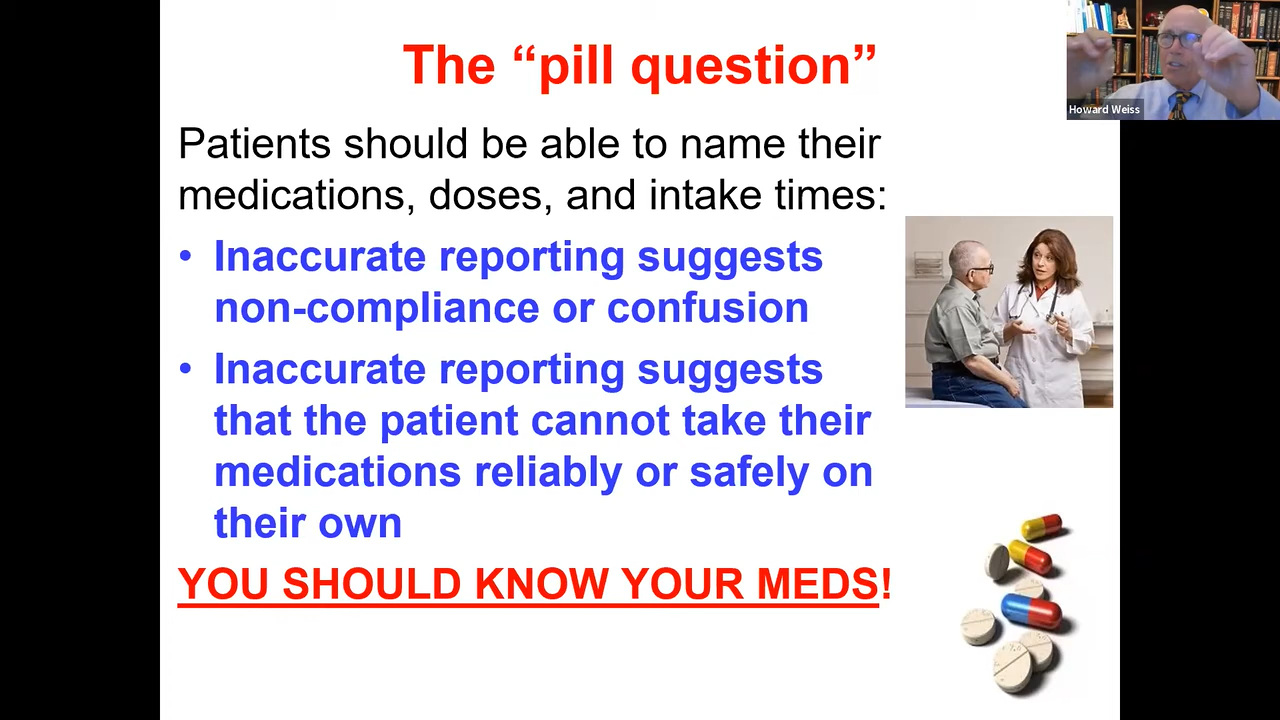 The “pill question”
Howard Weiss
Patients should be able to name their
medications, doses, and intake times:
• Inaccurate reporting suggests
non-compliance or confusion
• Inaccurate reporting suggests
that the patient cannot take their
medications reliably or safely on
their own
YOU SHOULD KNOW YOUR MEDS!